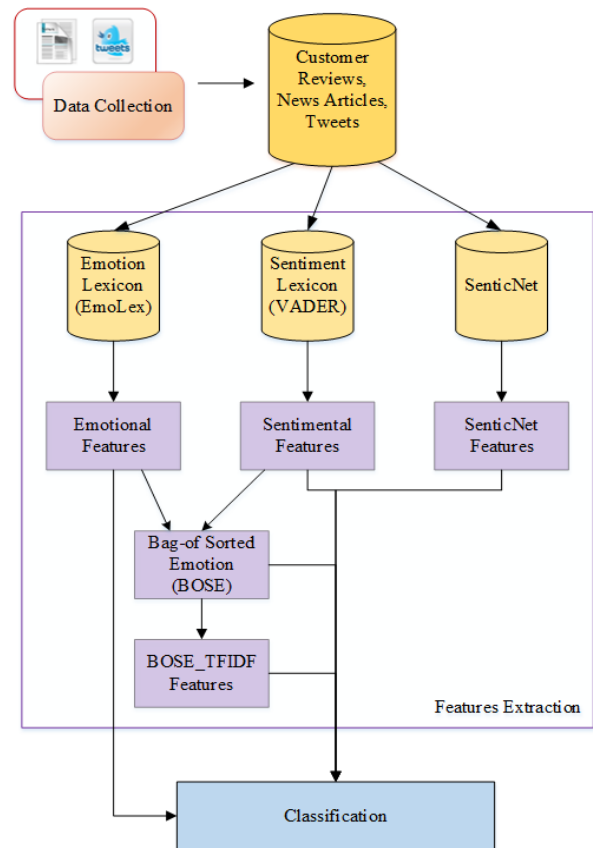 tweets
Data Collection
Customer
Reviews,
News Articles,
Tweets
Emotion
Lexicon
(EmoLex)
Sentiment
Lexicon
(VADER)
SenticNet
Emotional
Features
Sentimental
Features
SenticNet
Features
Bag-of Sorted
Emotion
(BOSE)
BOSE_TFIDF
Features
Features Extraction
Classification